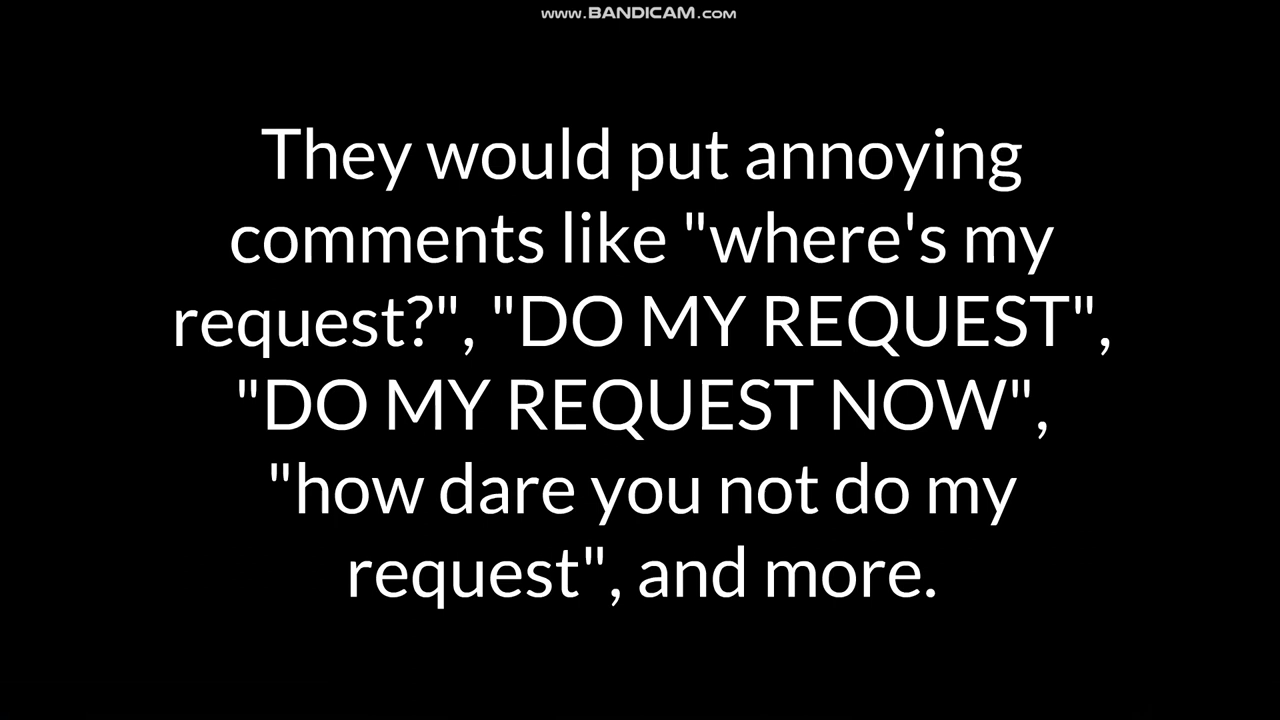 www.BANDICAM.com
They would put annoying
comments like "where's my
request?", "DO MY REQUEST",
"DO MY REQUEST NOW",
"how dare you not do my
request", and more.